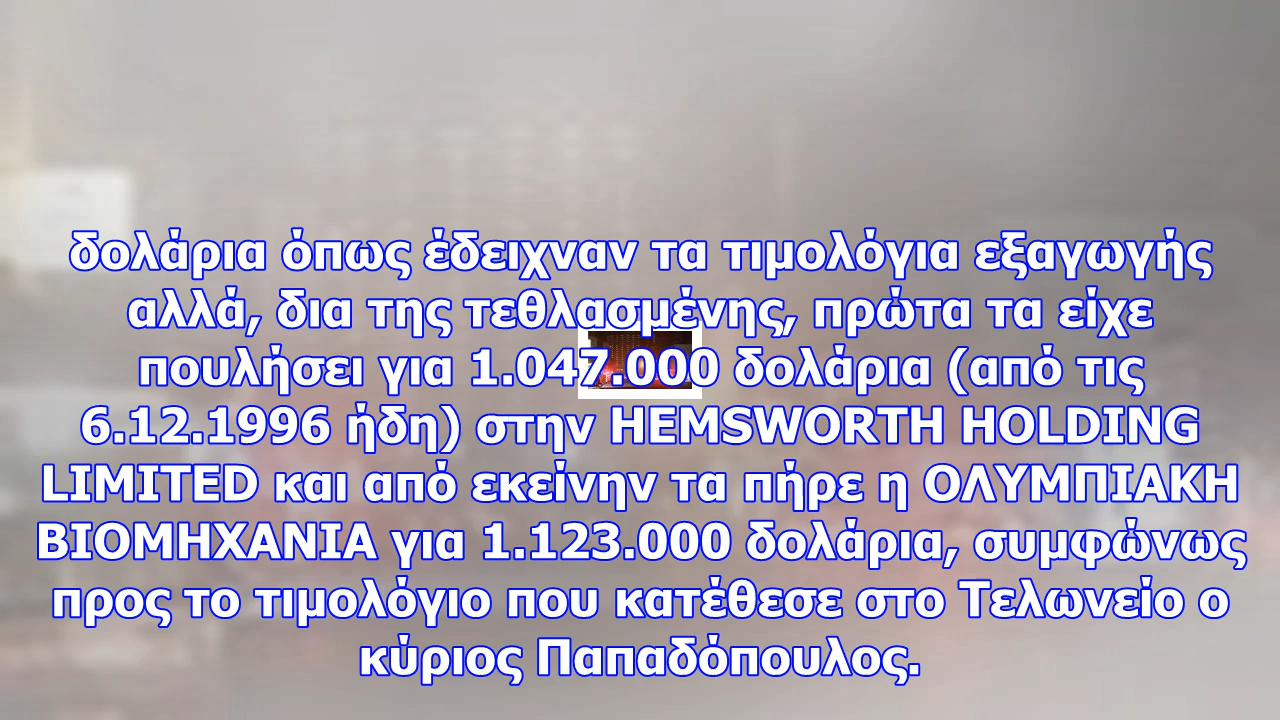 δολάρια όπως έδειχναν τα τιμολόγια εξαγωγής
αλλά, δια της τεθλασμένης, πρώτα τα είχε
πουλήσει για 1.047.000 δολάρια (από τις
6.12.1996 ήδη) στην HEMSWORTH HOLDING
LIMITED και από εκείνην τα πήρε η ΟΛΥΜΠΙΑΚΗ
ΒΙΟΜΗΧΑΝΙΑ για 1.123.000 δολάρια, συμφώνως
προς το τιμολόγιο που κατέθεσε στο Τελωνείο ο
κύριος Παπαδόπουλος.